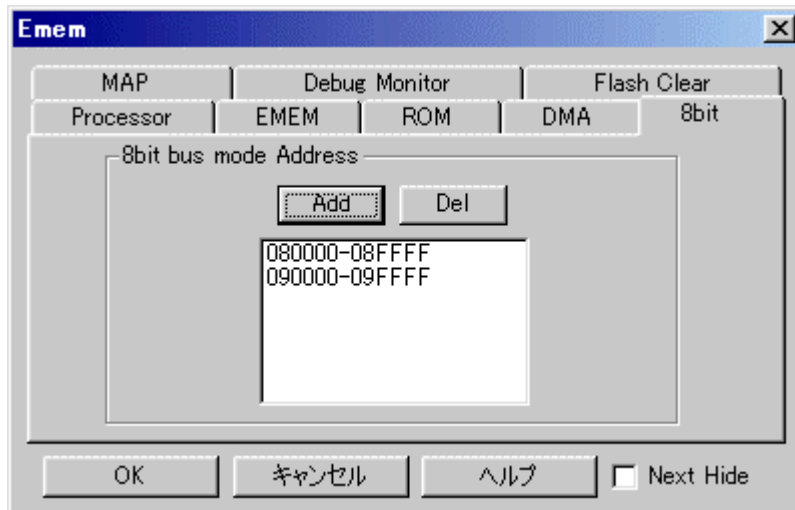 Emem
MAP Debug Monitor Flash Clear
Processor EMEM ROM DMA 8bit
8bit bus mode Address
Add Del
080000-08FFFF
090000-09FFFF
OK キャンセル ヘルプ Next Hide